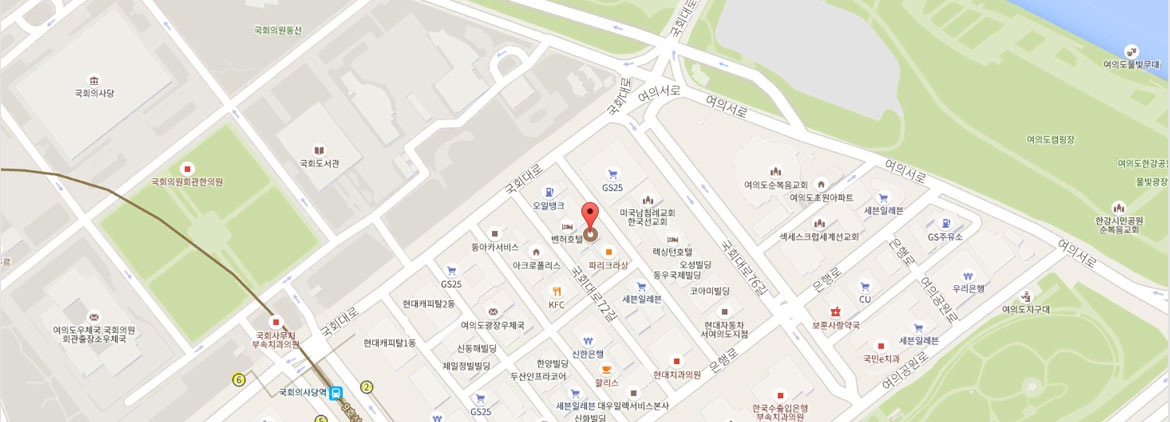 국회대로
국회의원동산
여의도물빛무대
국회의사당
국회대로
여의서로
여의서로
여의도캠핑장
국회도서관
여의서로
여의도한강공원
물빛광장
국회의원회관한의원
국회대로
GS25
여의도순복음교회
여의도초원아파트
세븐일레븐
오일뱅크
미국남침례교회
한국선교회
한강시민공원
순복음교회
벤허호텔
섹세스크럽세계선교회
GS주유소
동아카서비스
렉싱턴호텔
국회대로76길
은행로
아크로폴리스
파리크라상
오성빌딩
동우국제빌딩
GS25
국회대로72길
세븐일레븐
코아미빌딩
은행로
CU
여의공원로
우리은행
현대캐피탈2동
KFC
여의도지구대
국회대로
여의도광장우체국
현대자동차
서여의도지점
보훈사랑약국
여의도우체국 국회의원
회관출장소우체국
국회사무처
부속치과의원
현대캐피탈1동
신동해빌딩
신한은행
은행로
세븐일레븐
국민e치과
제일정빌빌딩
한양빌딩
두산인프라코어
할리스
현대치과의원
여의공원로
6
2
국회의사당역
5
GS25
세븐일레븐
대우일렉서비스본사
신화빌딩
한국수출입은행
부속치과의원